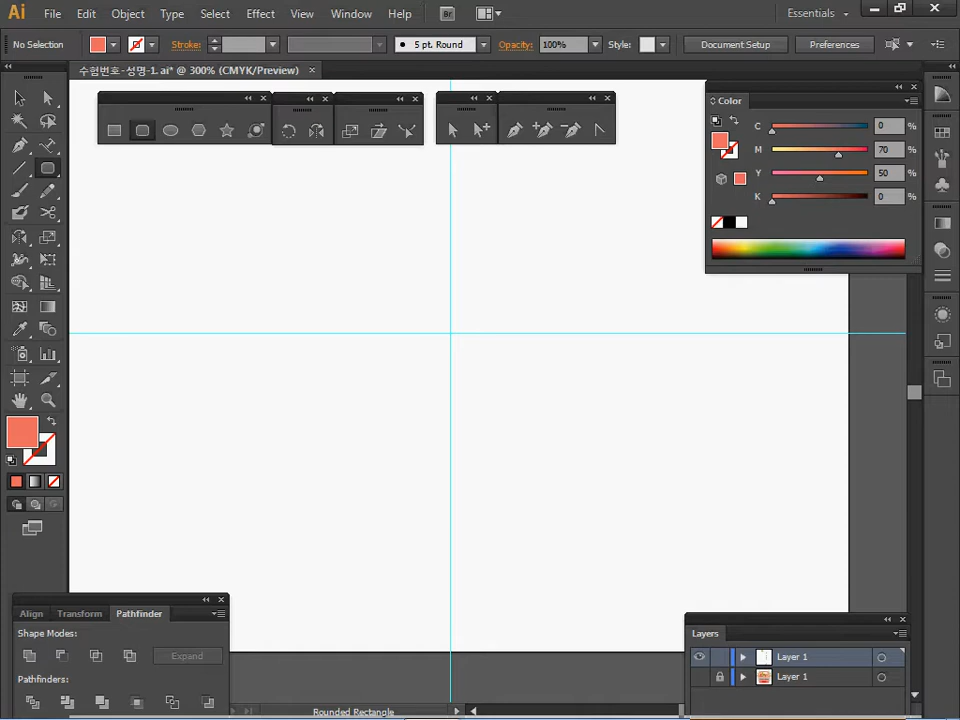 Ai File Edit Object Type Select Effect View Window Help Br Essentials
No Selection Stroke: 5 pt. Round Opacity: 100% Style: Document Setup Preferences
수험번호-성명-1. ai* @ 300% (CMYK/Preview)
Color
C 0 %
M 70 %
Y 50 %
K 0 %
Align Transform Pathfinder
Shape Modes:
Expand
Pathfinders:
Layers
Layer 1
Layer 1
Rounded Rectangle